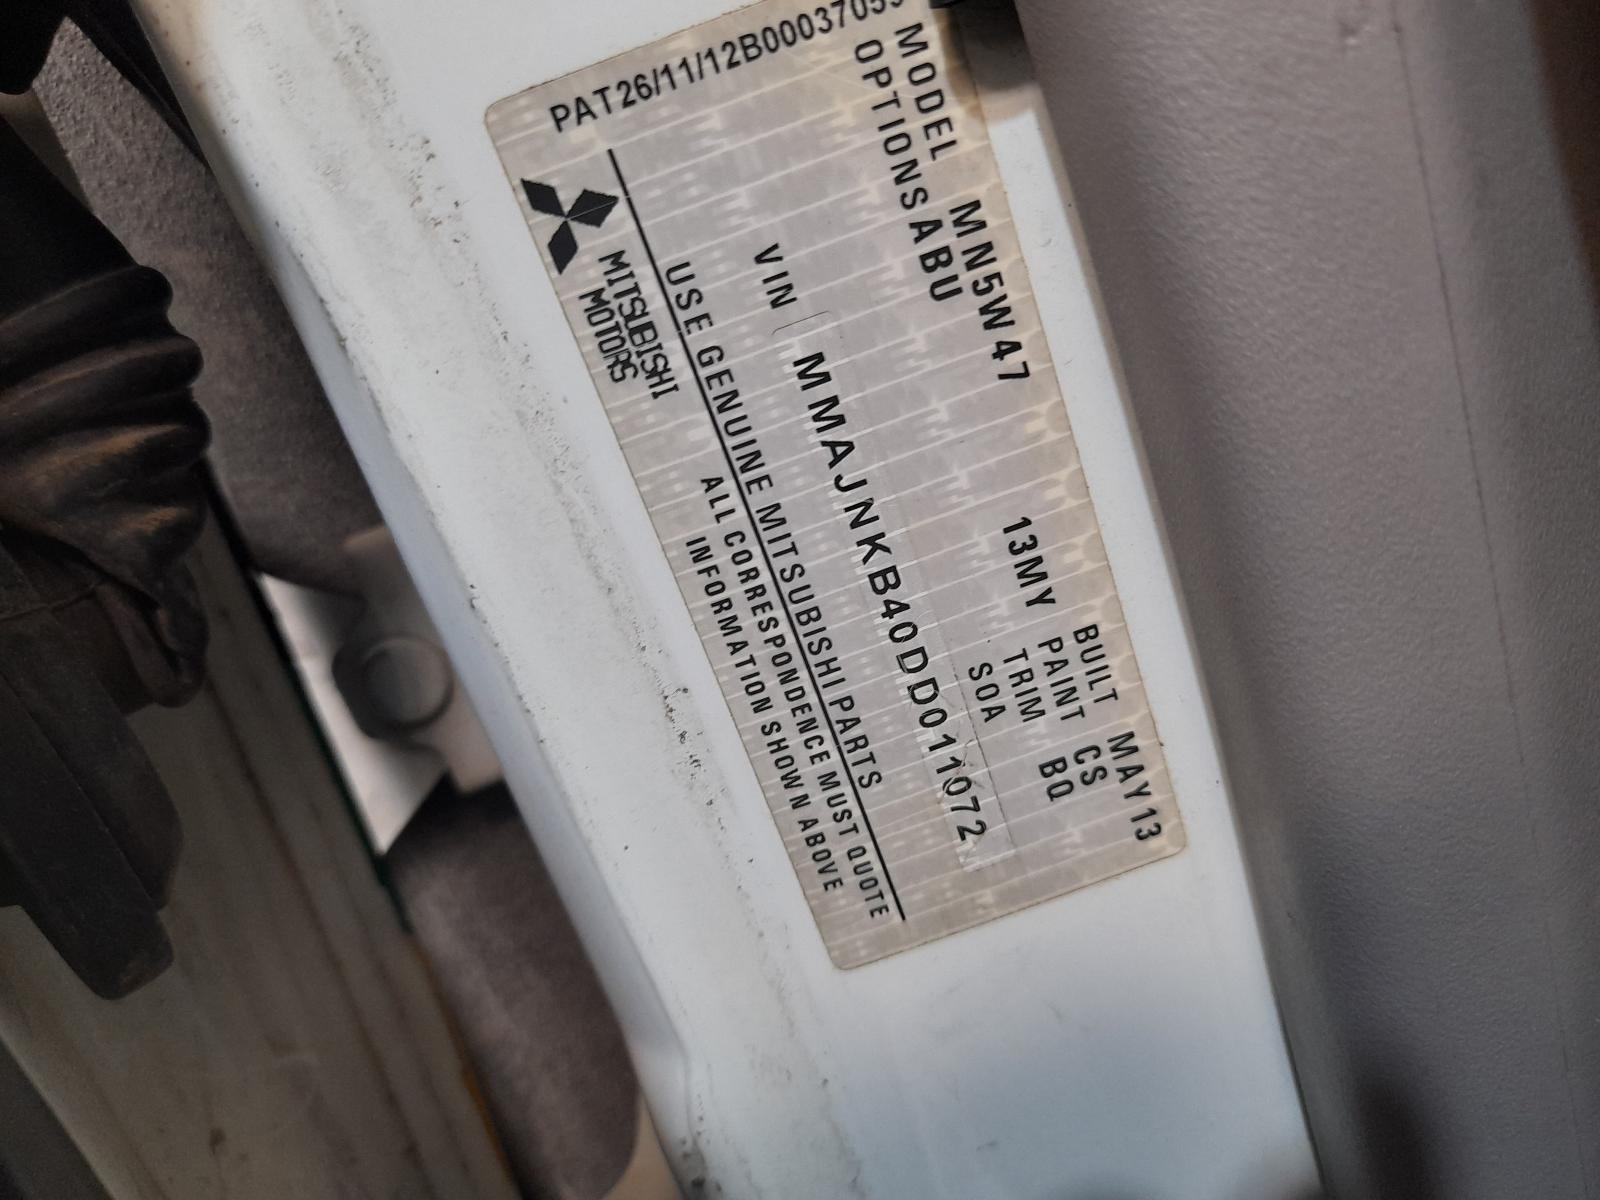 PAT26/11/12B0003705
MODEL MN5W47 13MY BUILT MAY13
OPTIONS ABU PAINT CS
TRIM BQ
SOA
VIN MMAJNKB40DD011072
USE GENUINE MITSUBISHI PARTS
MITSUBISHI
MOTORS
ALL CORRESPONDENCE MUST QUOTE
INFORMATION SHOWN ABOVE